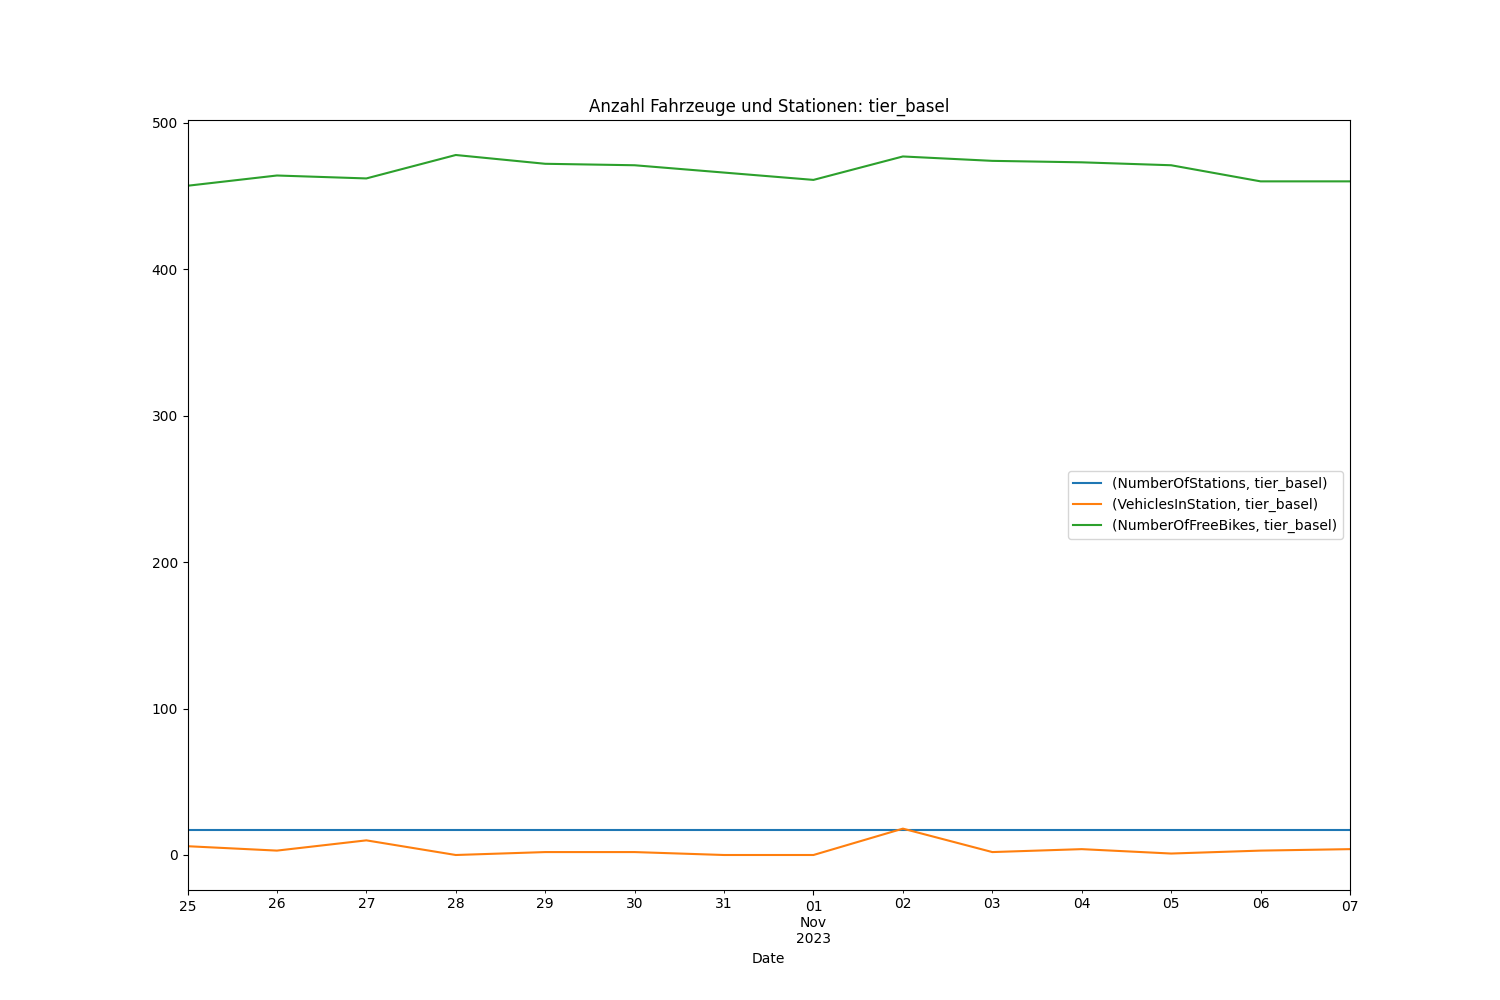 Anzahl Fahrzeuge und Stationen: tier_basel
500
400
300
200
100
0
(NumberOfStations, tier_basel)
(VehiclesInStation, tier_basel)
(NumberOfFreeBikes, tier_basel)
25 26 27 28 29 30 31 01 02 03 04 05 06 07
Nov
2023
Date